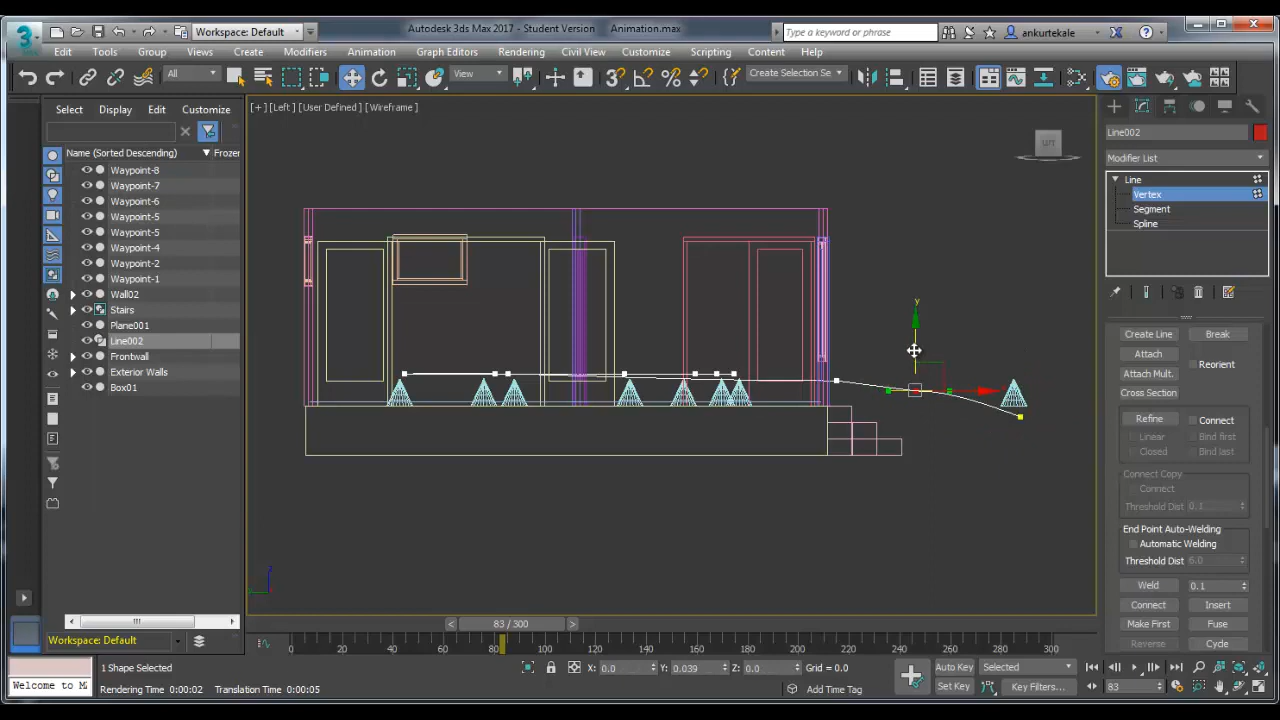 Workspace: Default
Autodesk 3ds Max 2017 - Student Version
Animation.max
Type a keyword or phrase
ankurtekale
Edit
Tools
Group
Views
Create
Modifiers
Animation
Graph Editors
Rendering
Civil View
Customize
Scripting
Content
Help
All
View
Create Selection Se
Select
Display
Edit
Customize
Name (Sorted Descending)
Frozen
Waypoint-8
Waypoint-7
Waypoint-6
Waypoint-5
Waypoint-5
Waypoint-4
Waypoint-2
Waypoint-1
Wall02
Stairs
Plane001
Line002
Frontwall
Exterior Walls
Box01
[+] [Left] [User Defined] [Wireframe]
y
Line002
Modifier List
Line
Vertex
Segment
Spline
Create Line
Break
Attach
Reorient
Attach Mult.
Cross Section
Refine
Connect
Linear
Bind first
Closed
Bind last
Connect Copy
Connect
Threshold Dist
0.1
End Point Auto-Welding
Automatic Welding
Threshold Dist
6.0
Weld
0.1
Connect
Insert
Make First
Fuse
Reverse
Cycle
Workspace: Default
< 83 / 300 >
0 20 40 60 80 100 120 140 160 180 200 220 240 260 280 300
Welcome to M
1 Shape Selected
Rendering Time 0:00:02
Translation Time 0:00:05
X: 0.0
Y: 0.039
Z: 0.0
Grid = 0.0
Add Time Tag
Auto Key
Selected
Set Key
Key Filters...
83